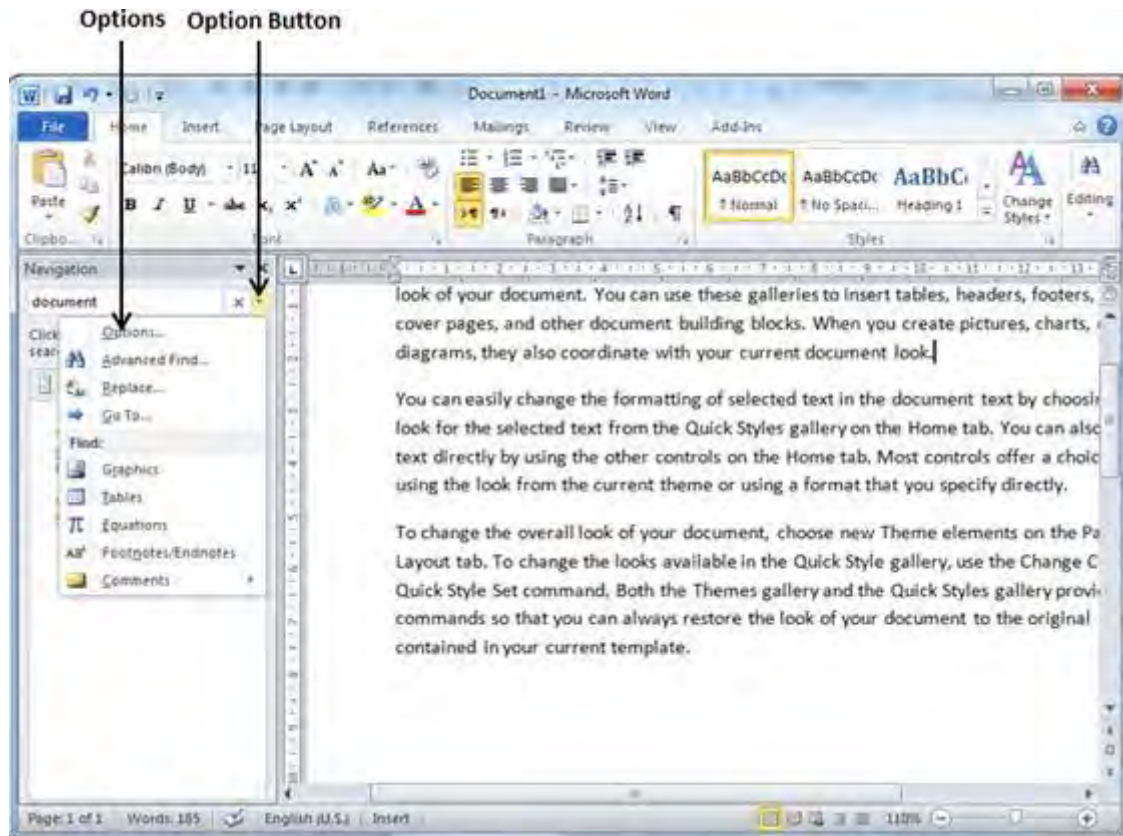 Options Option Button
Document1 - Microsoft Word
File Home Insert Page Layout References Mailings Review View Add-Ins
Calibri (Body) 11 A A Aa
AaBbCcDc AaBbCcDc AaBbC
Paste
B I U abc x x A
¶ Normal ¶ No Spaci... Heading 1 Change Styles Editing
Clipbo... Font Paragraph Styles
Navigation
document
Click
sear
Options...
Advanced Find...
Replace...
Go To...
Find:
Graphics
Tables
Equations
Footnotes/Endnotes
Comments
look of your document. You can use these galleries to insert tables, headers, footers,
cover pages, and other document building blocks. When you create pictures, charts,
diagrams, they also coordinate with your current document look.
You can easily change the formatting of selected text in the document text by choosin
look for the selected text from the Quick Styles gallery on the Home tab. You can also
text directly by using the other controls on the Home tab. Most controls offer a choic
using the look from the current theme or using a format that you specify directly.
To change the overall look of your document, choose new Theme elements on the Pa
Layout tab. To change the looks available in the Quick Style gallery, use the Change C
Quick Style Set command. Both the Themes gallery and the Quick Styles gallery provi
commands so that you can always restore the look of your document to the original
contained in your current template.
Page: 1 of 1 Words: 185 English (U.S.) Insert 110%